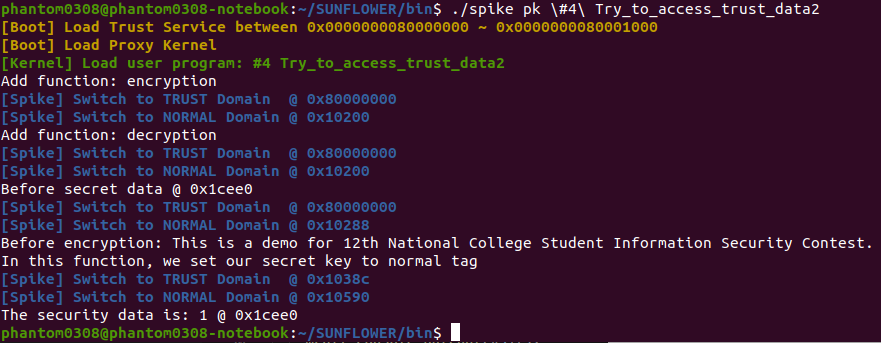 phantom0308@phantom0308-notebook:~/SUNFLOWER/bin$ ./spike pk \#4\ Try_to_access_trust_data2
[Boot] Load Trust Service between 0x0000000080000000 ~ 0x0000000080001000
[Boot] Load Proxy Kernel
[Kernel] Load user program: #4 Try_to_access_trust_data2
Add function: encryption
[Spike] Switch to TRUST Domain  @ 0x80000000
[Spike] Switch to NORMAL Domain @ 0x10200
Add function: decryption
[Spike] Switch to TRUST Domain  @ 0x80000000
[Spike] Switch to NORMAL Domain @ 0x10200
Before secret data @ 0x1cee0
[Spike] Switch to TRUST Domain  @ 0x80000000
[Spike] Switch to NORMAL Domain @ 0x10288
Before encryption: This is a demo for 12th National College Student Information Security Contest.
In this function, we set our secret key to normal tag
[Spike] Switch to TRUST Domain  @ 0x1038c
[Spike] Switch to NORMAL Domain @ 0x10590
The security data is: 1 @ 0x1cee0
phantom0308@phantom0308-notebook:~/SUNFLOWER/bin$